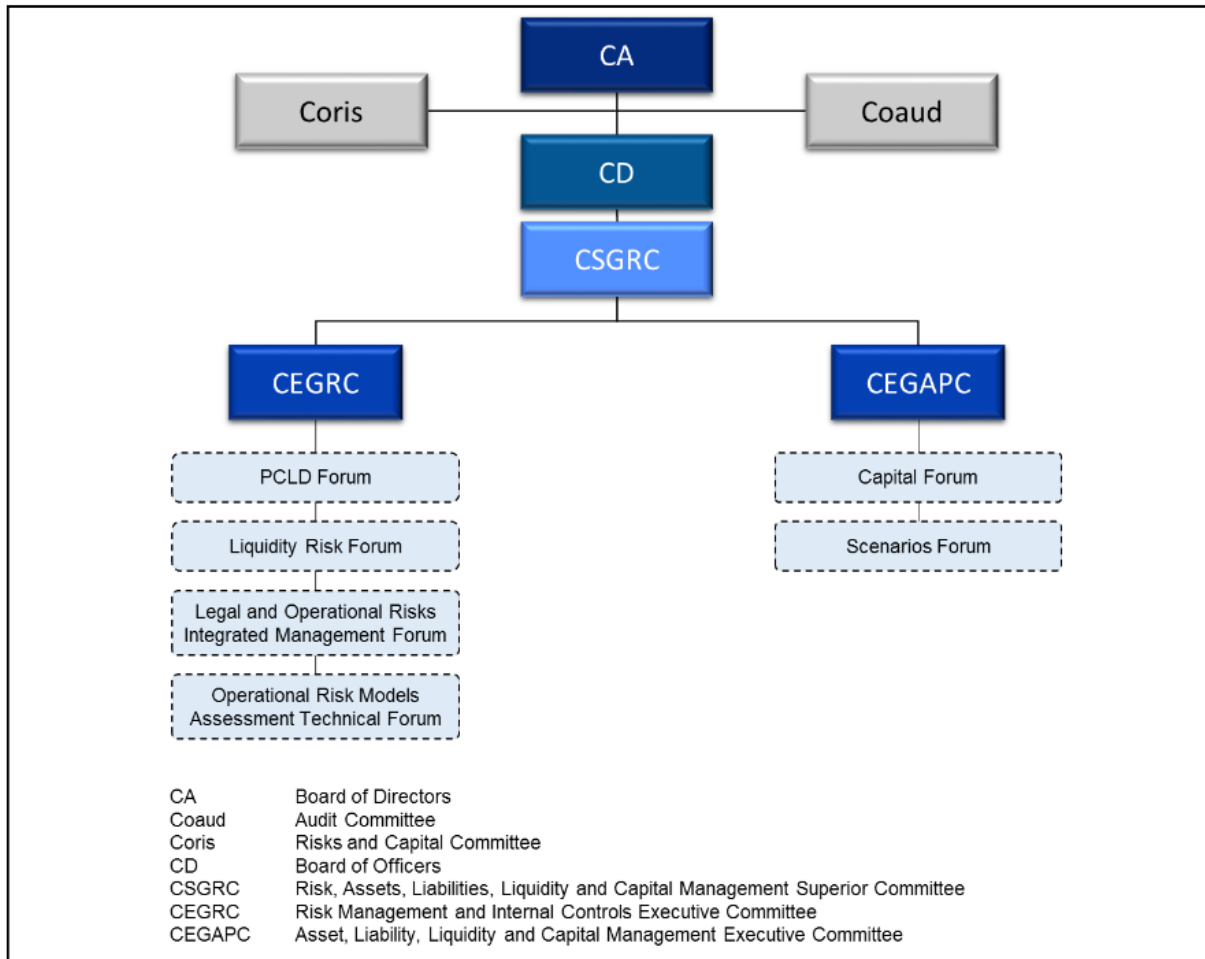 CA
Coris
Coaud
CD
CSGRC
CEGRC
CEGAPC
PCLD Forum
Capital Forum
Liquidity Risk Forum
Scenarios Forum
Legal and Operational Risks
Integrated Management Forum
Operational Risk Models
Assessment Technical Forum
CA Board of Directors
Coaud Audit Committee
Coris Risks and Capital Committee
CD Board of Officers
CSGRC Risk, Assets, Liabilities, Liquidity and Capital Management Superior Committee
CEGRC Risk Management and Internal Controls Executive Committee
CEGAPC Asset, Liability, Liquidity and Capital Management Executive Committee